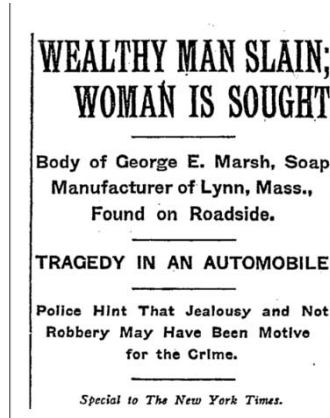 WEALTHY MAN SLAIN;
WOMAN IS SOUGHT
Body of George E. Marsh, Soap
Manufacturer of Lynn, Mass.,
Found on Roadside.
TRAGEDY IN AN AUTOMOBILE
Police Hint That Jealousy and Not
Robbery May Have Been Motive
for the Crime.
Special to The New York Times.